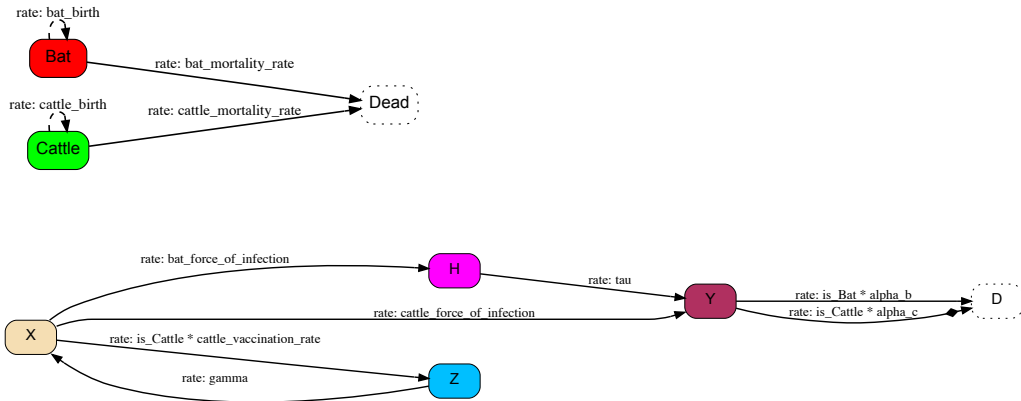 rate: bat_birth
Bat
rate: bat_mortality_rate
Dead
rate: cattle_birth
rate: cattle_mortality_rate
Cattle
rate: bat_force_of_infection
H
rate: tau
Y
rate: is_Bat * alpha_b
D
rate: cattle_force_of_infection
rate: is_Cattle * alpha_c
X
rate: is_Cattle * cattle_vaccination_rate
rate: gamma
Z